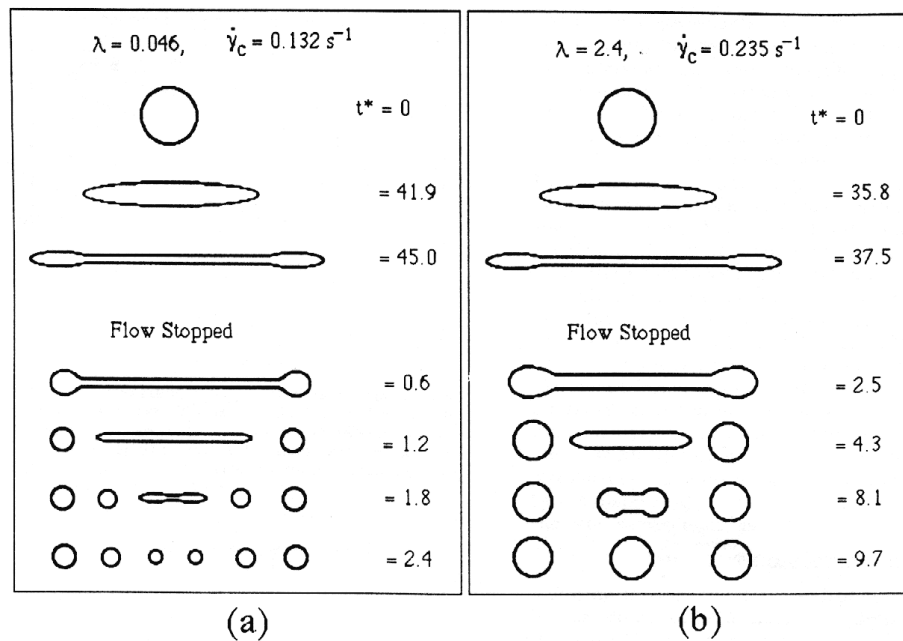 λ = 0.046, γ̇c = 0.132 s⁻¹
t* = 0
= 41.9
= 45.0
Flow Stopped
= 0.6
= 1.2
= 1.8
= 2.4
(a)
λ = 2.4, γ̇c = 0.235 s⁻¹
t* = 0
= 35.8
= 37.5
Flow Stopped
= 2.5
= 4.3
= 8.1
= 9.7
(b)